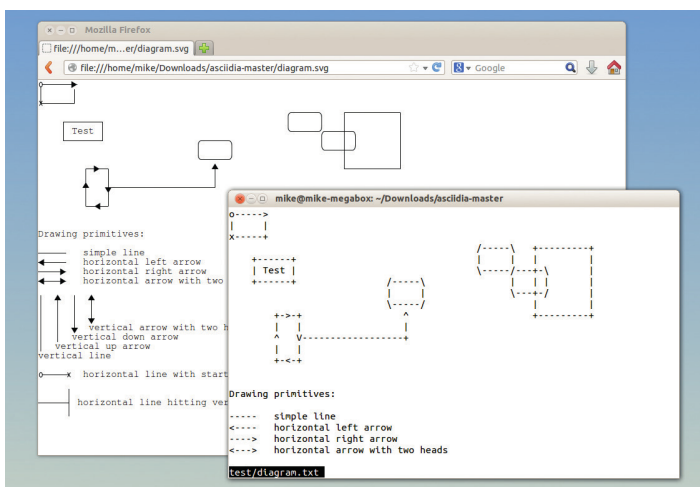 Mozilla Firefox
file:///home/m...er/diagram.svg
file:///home/mike/Downloads/asciidia-master/diagram.svg
Google
Test
Drawing primitives:
simple line
horizontal left arrow
horizontal right arrow
horizontal arrow with two
vertical arrow with two h
vertical down arrow
vertical up arrow
vertical line
o x horizontal line with start
horizontal line hitting ver
mike@mike-megabox: ~/Downloads/asciidia-master
o----->
|     |
x-----+
/-----\  +---------+
+------+ |     |  |         |
| Test | \-----/---+-\       |
+------+ /-----\ |  | |       |
|     | \---+-/       |
\-----/ |         |
+->-+ ^ +---------+
|   | |
^   V------------------+
|   |
+-<-+
Drawing primitives:
----- simple line
<---- horizontal left arrow
----> horizontal right arrow
<---> horizontal arrow with two heads
test/diagram.txt